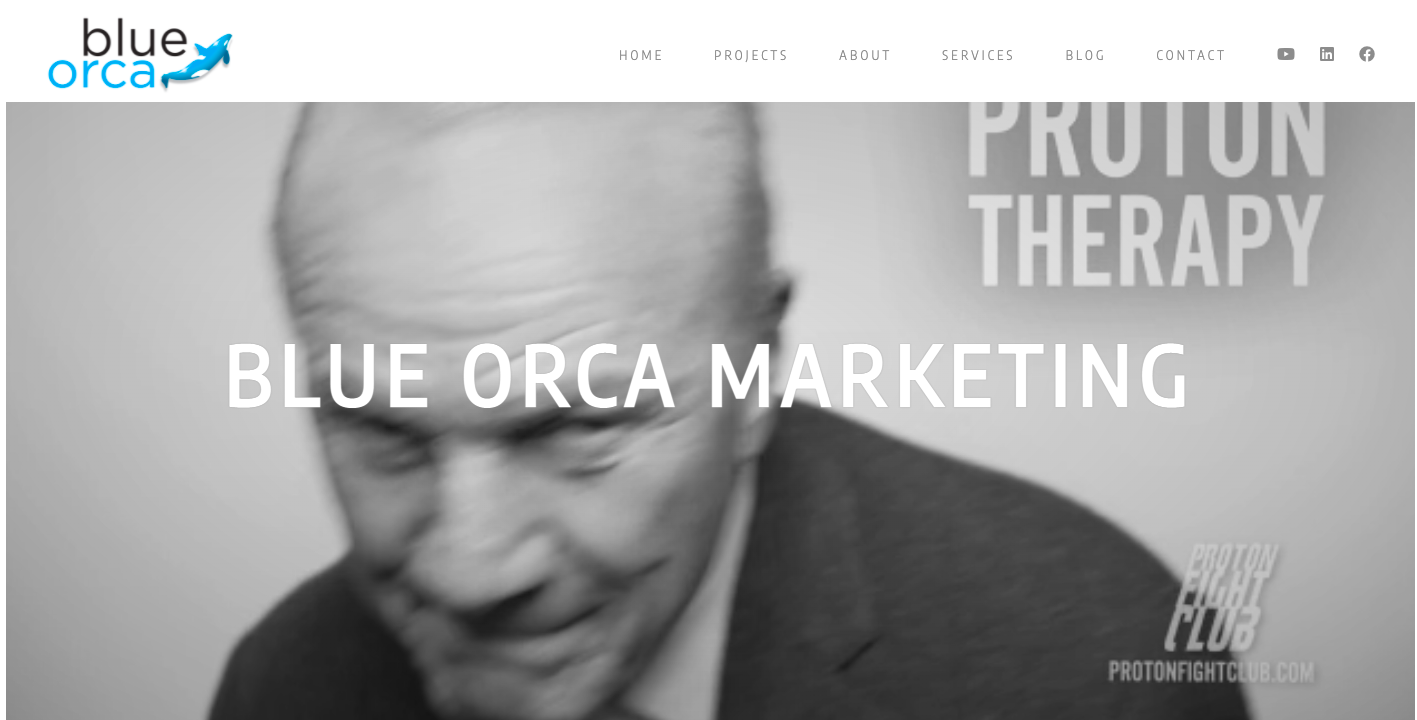 blue
orca
HOME PROJECTS ABOUT SERVICES BLOG CONTACT
PROTON
THERAPY
BLUE ORCA MARKETING
PROTON
FIGHT
CLUB
PROTONFIGHTCLUB.COM